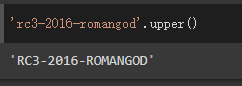 'rc3-2016-romangod'.upper()
'RC3-2016-ROMANGOD'